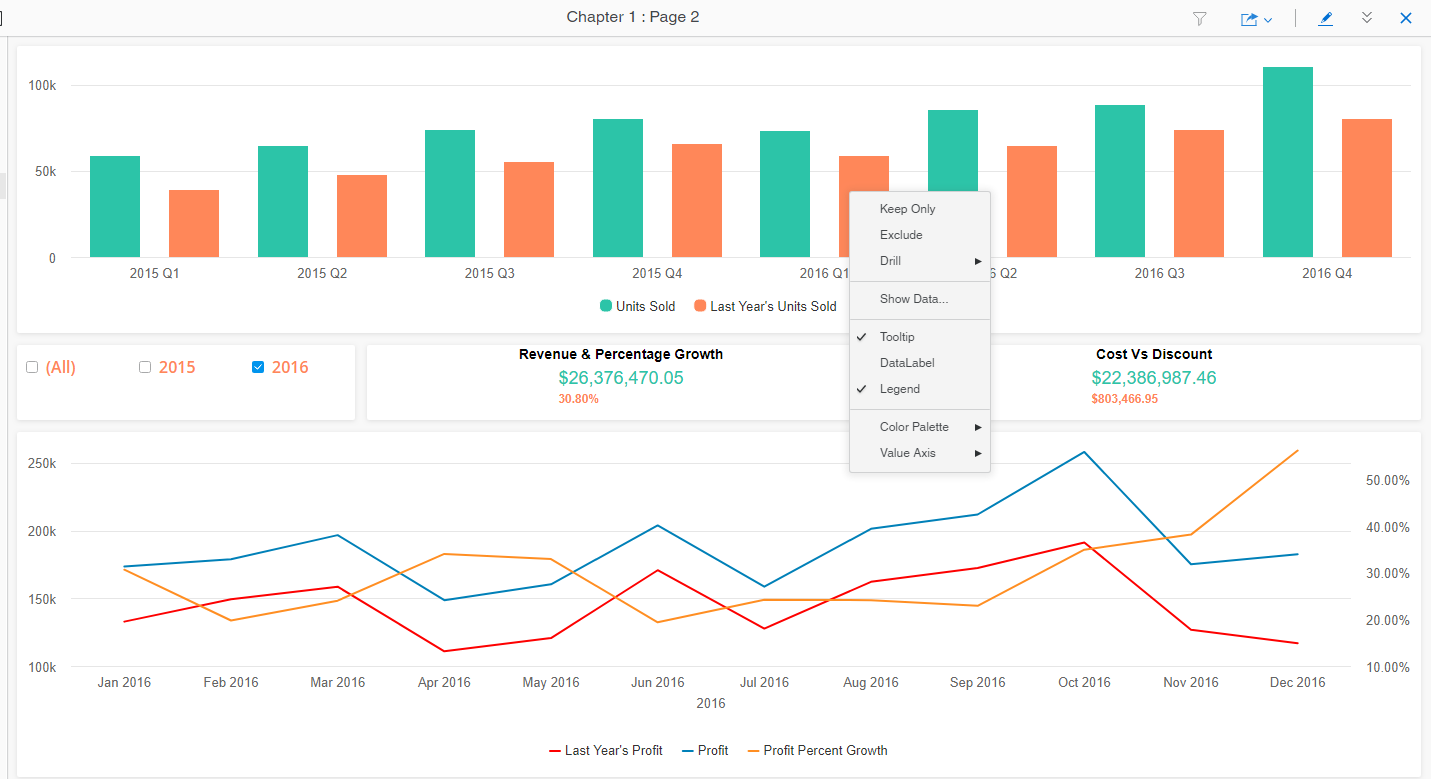 Chapter 1 : Page 2
100k
50k
0
2015 Q1 2015 Q2 2015 Q3 2015 Q4 2016 Q1 Q2 2016 Q3 2016 Q4
Units Sold Last Year's Units Sold
Keep Only
Exclude
Drill
Show Data...
Tooltip
DataLabel
Legend
Color Palette
Value Axis
(All) 2015 2016
Revenue & Percentage Growth
$26,376,470.05
30.80%
Cost Vs Discount
$22,386,987.46
$803,466.95
250k
200k
150k
100k
50.00%
40.00%
30.00%
20.00%
10.00%
Jan 2016 Feb 2016 Mar 2016 Apr 2016 May 2016 Jun 2016 Jul 2016 Aug 2016 Sep 2016 Oct 2016 Nov 2016 Dec 2016
2016
Last Year's Profit Profit Profit Percent Growth